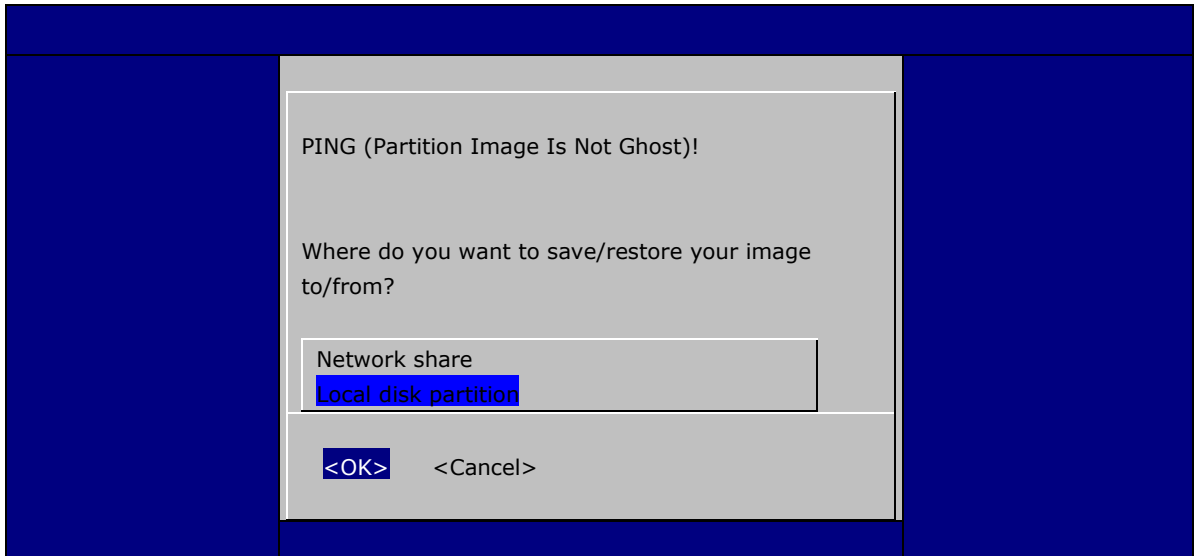 PING (Partition Image Is Not Ghost)!
Where do you want to save/restore your image
to/from?
Network share
Local disk partition
<OK> <Cancel>